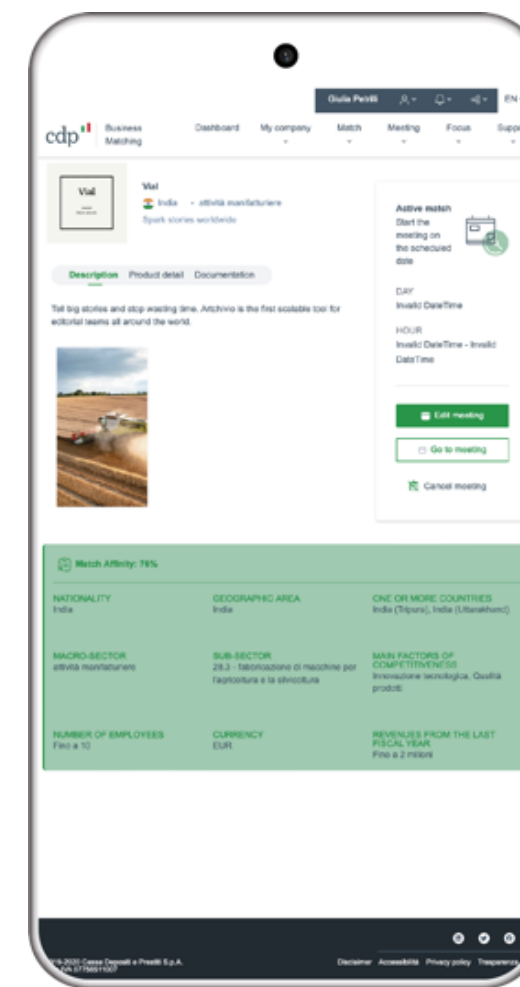 Giulia Petrilli
EN
cdp Business
Matching
Dashboard My company Match Meeting Focus Suppo
Vial
Vial
India - attività manifatturiere
Spark stories worldwide
Description Product detail Documentation
Tell big stories and stop wasting time. Artchivio is the first scalable tool for
editorial teams all around the world.
Active match
Start the
meeting on
the scheduled
date
DAY
Invalid DateTime
HOUR
Invalid DateTime - Invalid
DateTime
Edit meeting
Go to meeting
Cancel meeting
Match Affinity: 76%
NATIONALITY
India
GEOGRAPHIC AREA
India
ONE OR MORE COUNTRIES
India (Tripura), India (Uttarakhand)
MACRO-SECTOR
attività manifatturiere
SUB-SECTOR
28.3 - fabbricazione di macchine per
l'agricoltura e la silvicoltura
MAIN FACTORS OF
COMPETITIVENESS
Innovazione tecnologica, Qualità
prodotti
NUMBER OF EMPLOYEES
Fino a 10
CURRENCY
EUR
REVENUES FROM THE LAST
FISCAL YEAR
Fino a 2 milioni
-2020 Cassa Depositi e Prestiti S.p.A.
IVA 07756511007
Disclaimer Accessibilità Privacy policy Trasparenza